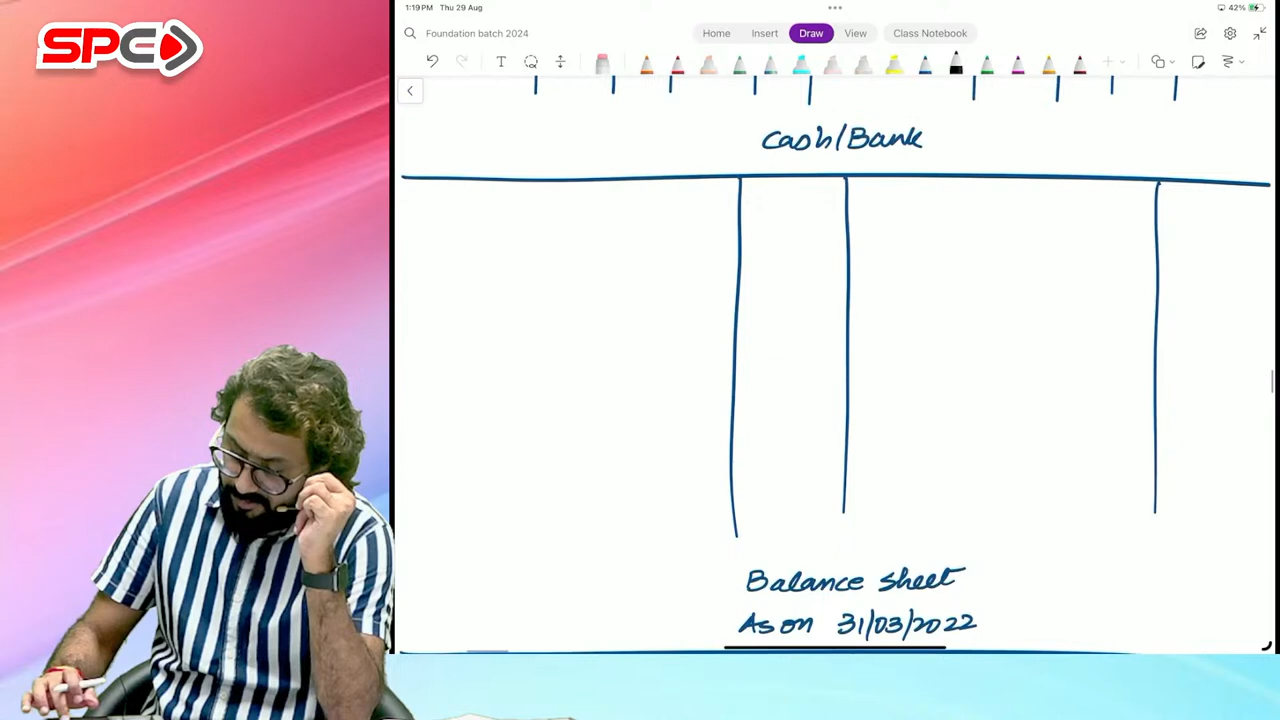 SPC
1:19 PM Thu 29 Aug
42%
Foundation batch 2024
Home Insert Draw View Class Notebook
Cash/Bank
Balance sheet
As on 31/03/2022